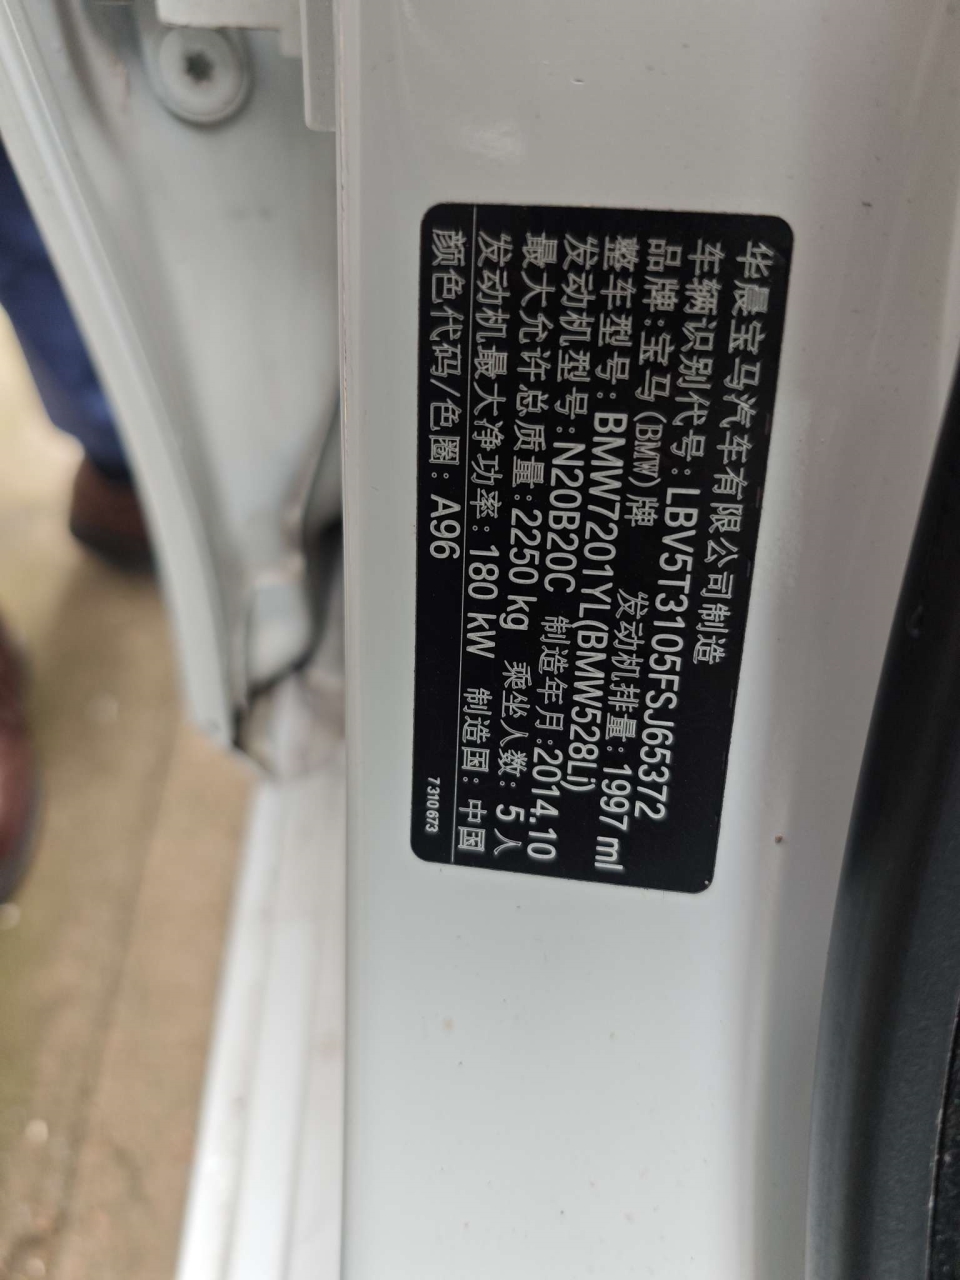 华晨宝马汽车有限公司制造
车辆识别代号：LBV5T3105FSJ65372
品牌：宝马(BMW)牌 发动机排量：1997 ml
整车型号：BMW7201YL(BMW528Li)
发动机型号：N20B20C 制造年月：2014.10
最大允许总质量：2250 kg 乘坐人数：5 人
发动机最大净功率：180 kW 制造国：中国
颜色代码/色圈：A96 7310673